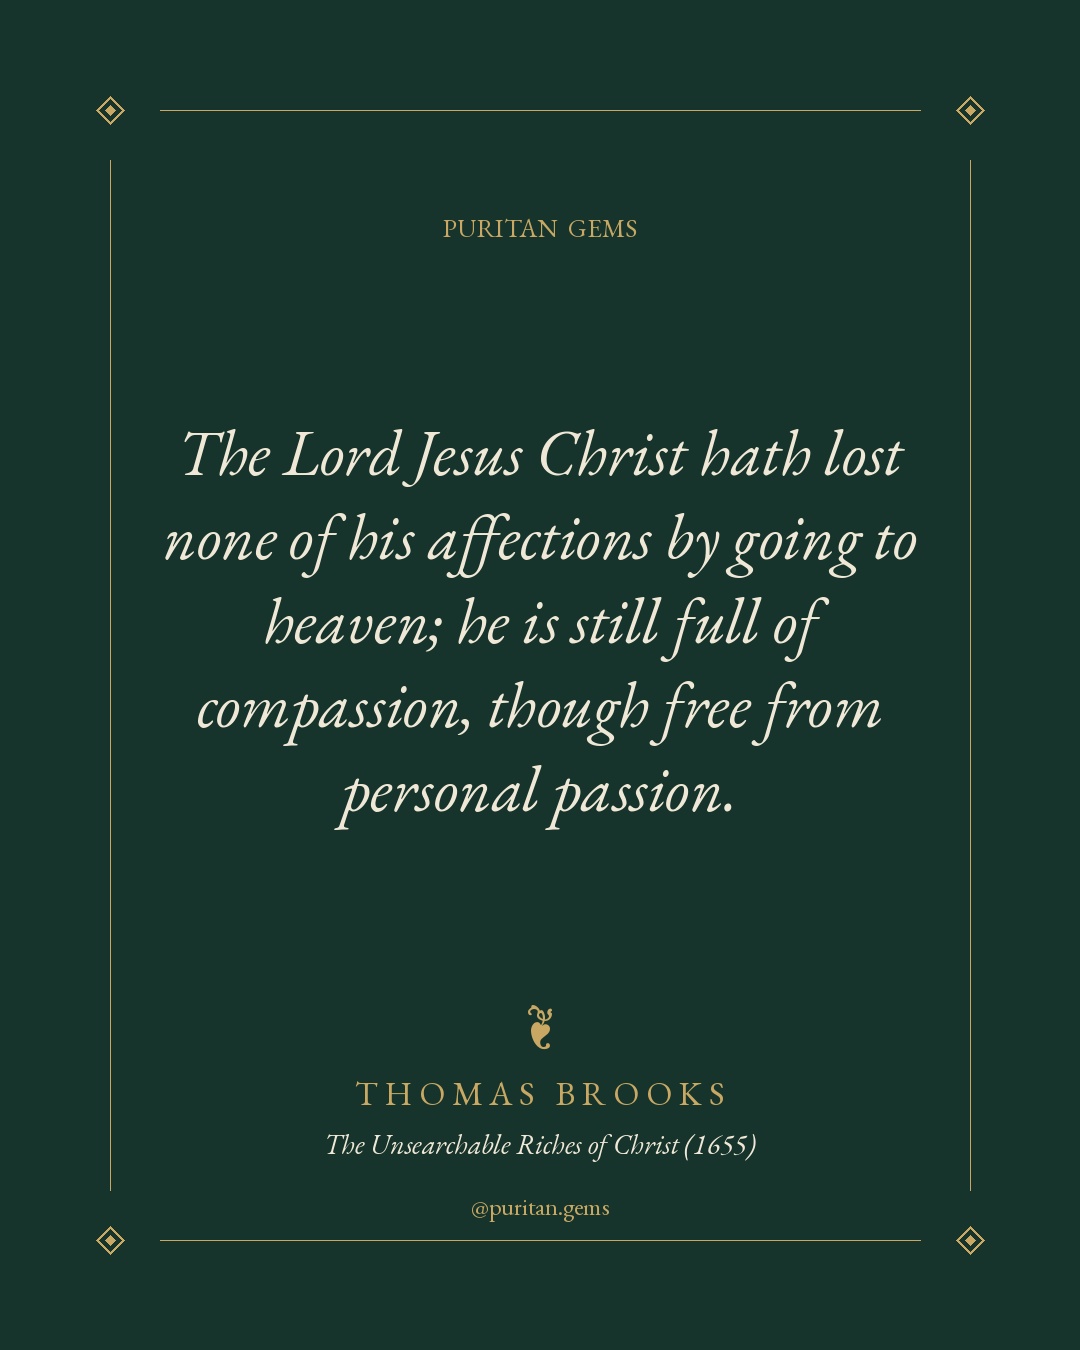 PURITAN GEMS
The Lord Jesus Christ hath lost
none of his affections by going to
heaven; he is still full of
compassion, though free from
personal passion.
THOMAS BROOKS
The Unsearchable Riches of Christ (1655)
@puritan.gems